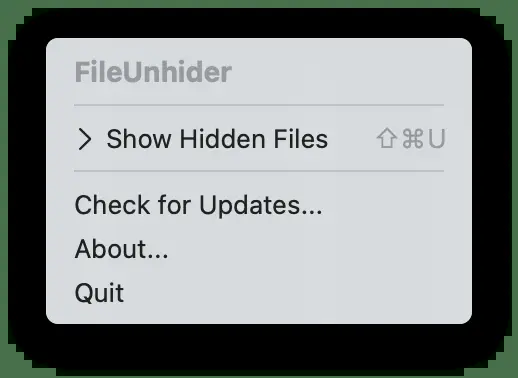 FileUnhider
Show Hidden Files ⇧⌘U
Check for Updates...
About...
Quit